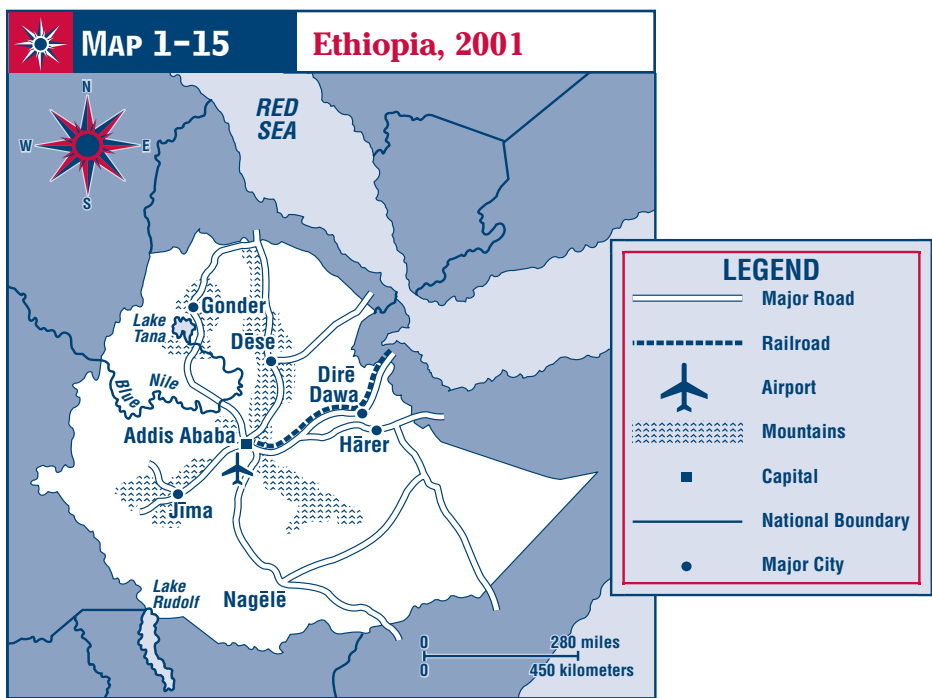 MAP 1-15
Ethiopia, 2001
N
W
E
S
RED
SEA
Gonder
Lake
Tana
Dēse
Blue Nile
Dirē
Dawa
Addis Ababa
Hārer
Jīma
Lake
Rudolf
Nagēlē
0 280 miles
0 450 kilometers
LEGEND
Major Road
Railroad
Airport
Mountains
Capital
National Boundary
Major City